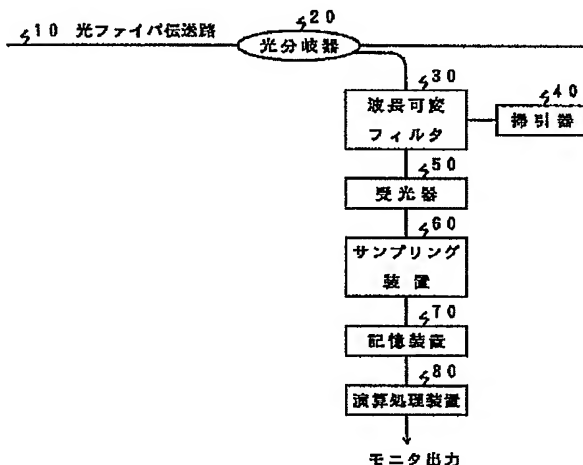 10 光ファイバ伝送路
20
光分岐器
30
波長可変
フィルタ
40
掃引器
50
受光器
60
サンプリング
装置
70
記憶装置
80
演算処理装置
モニタ出力